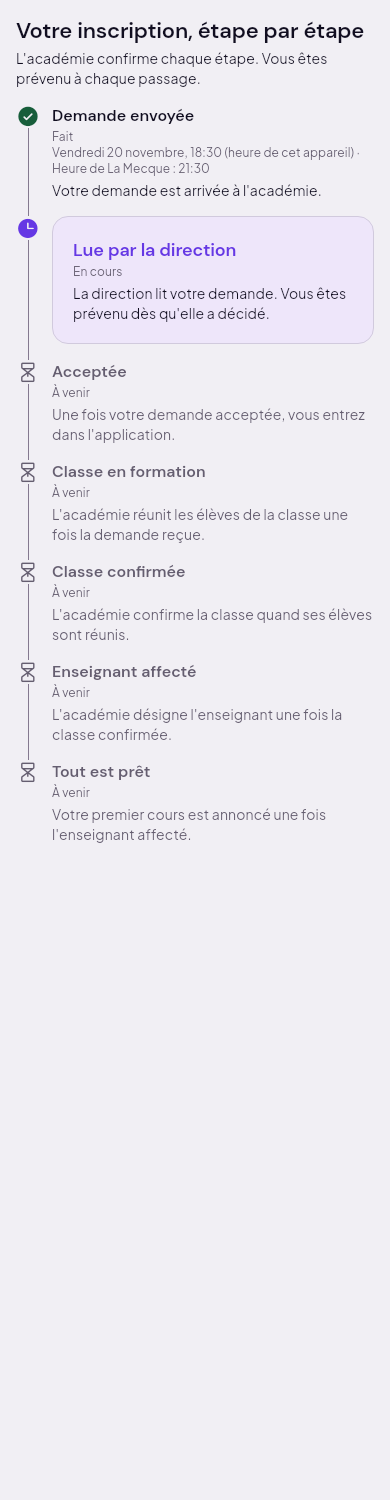 Votre inscription, étape par étape
L'académie confirme chaque étape. Vous êtes
prévenu à chaque passage.
Demande envoyée
Fait
Vendredi 20 novembre, 18:30 (heure de cet appareil) ·
Heure de La Mecque : 21:30
Votre demande est arrivée à l'académie.
Lue par la direction
En cours
La direction lit votre demande. Vous êtes
prévenu dès qu'elle a décidé.
Acceptée
À venir
Une fois votre demande acceptée, vous entrez
dans l'application.
Classe en formation
À venir
L'académie réunit les élèves de la classe une
fois la demande reçue.
Classe confirmée
À venir
L'académie confirme la classe quand ses élèves
sont réunis.
Enseignant affecté
À venir
L'académie désigne l'enseignant une fois la
classe confirmée.
Tout est prêt
À venir
Votre premier cours est annoncé une fois
l'enseignant affecté.